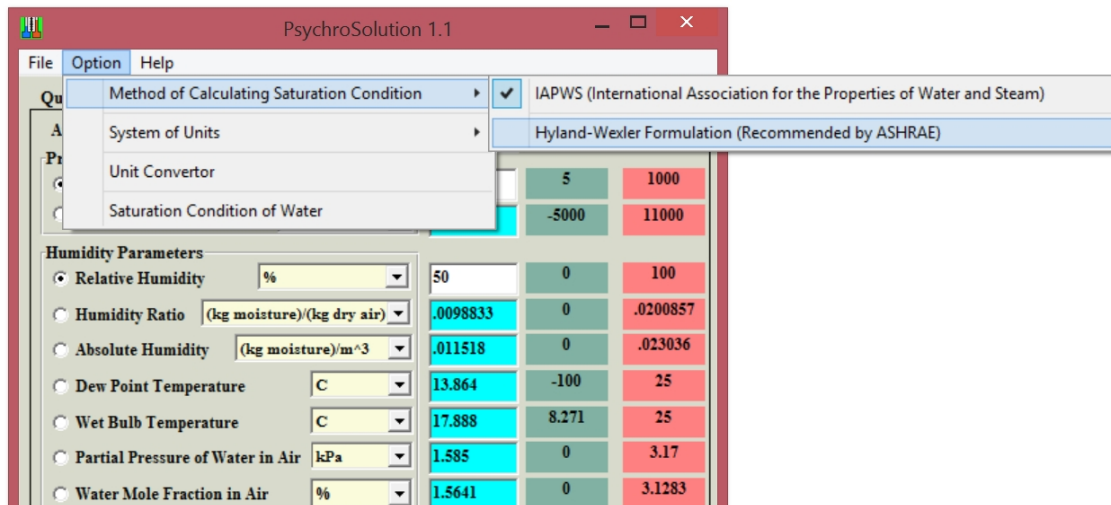 PsychroSolution 1.1
File Option Help
Qu
Method of Calculating Saturation Condition
IAPWS (International Association for the Properties of Water and Steam)
A
System of Units
Hyland-Wexler Formulation (Recommended by ASHRAE)
Pr
Unit Convertor
5 1000
Saturation Condition of Water
-5000 11000
Humidity Parameters
Relative Humidity % 50 0 100
Humidity Ratio (kg moisture)/(kg dry air) .0098833 0 .0200857
Absolute Humidity (kg moisture)/m^3 .011518 0 .023036
Dew Point Temperature C 13.864 -100 25
Wet Bulb Temperature C 17.888 8.271 25
Partial Pressure of Water in Air kPa 1.585 0 3.17
Water Mole Fraction in Air % 1.5641 0 3.1283